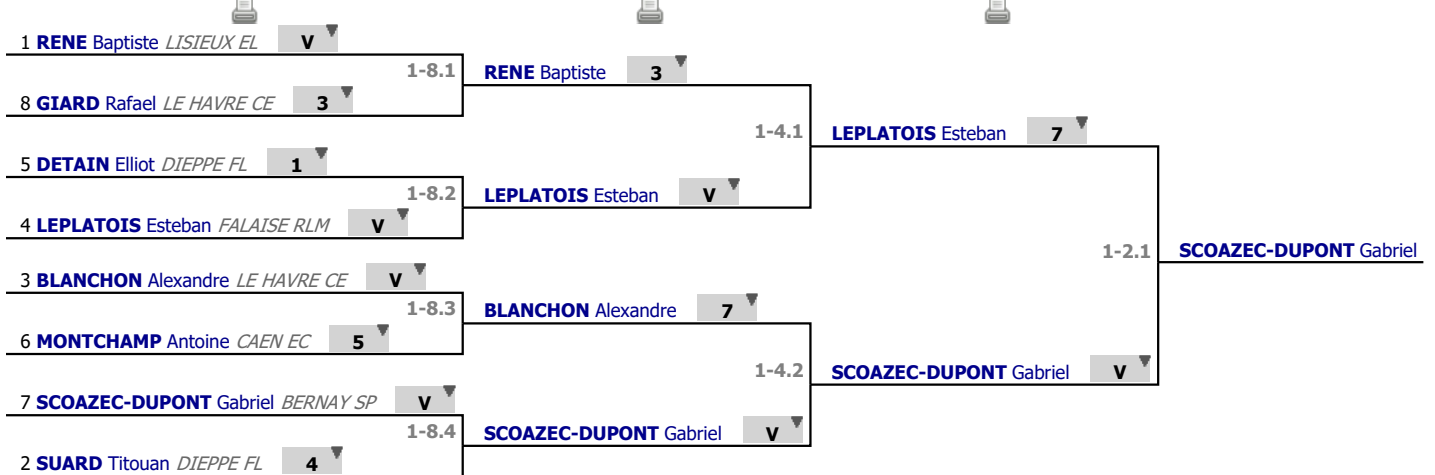 1 RENE Baptiste LISIEUX EL V
1-8.1
RENE Baptiste 3
8 GIARD Rafael LE HAVRE CE 3
1-4.1
LEPLATOIS Esteban 7
5 DETAIN Elliot DIEPPE FL 1
1-8.2
LEPLATOIS Esteban V
4 LEPLATOIS Esteban FALAISE RLM V
1-2.1
SCOAZEC-DUPONT Gabriel
3 BLANCHON Alexandre LE HAVRE CE V
1-8.3
BLANCHON Alexandre 7
6 MONTCHAMP Antoine CAEN EC 5
1-4.2
SCOAZEC-DUPONT Gabriel V
7 SCOAZEC-DUPONT Gabriel BERNAY SP V
1-8.4
SCOAZEC-DUPONT Gabriel V
2 SUARD Titouan DIEPPE FL 4